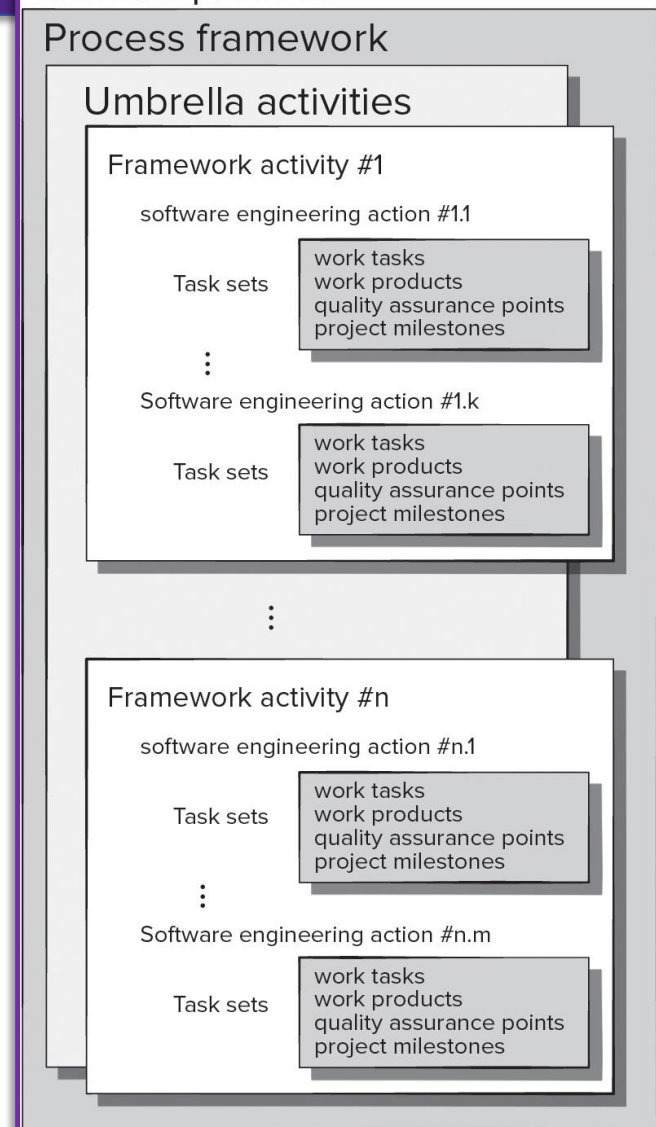 Process framework
Umbrella activities
Framework activity #1
software engineering action #1.1
Task sets
work tasks
work products
quality assurance points
project milestones
Software engineering action #1.k
Task sets
work tasks
work products
quality assurance points
project milestones
Framework activity #n
software engineering action #n.1
Task sets
work tasks
work products
quality assurance points
project milestones
Software engineering action #n.m
Task sets
work tasks
work products
quality assurance points
project milestones